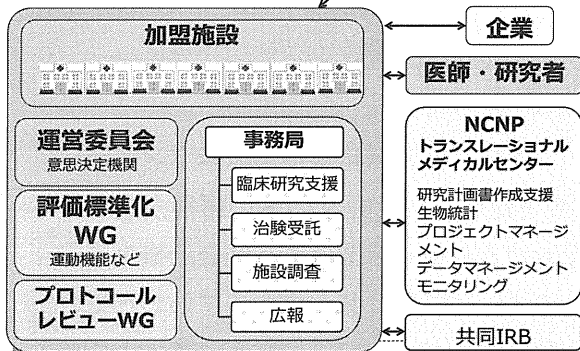 加盟施設
企業
医師・研究者
運営委員会
意思決定機関
評価標準化
WG
運動機能など
プロトコール
レビューWG
事務局
臨床研究支援
治験受託
施設調査
広報
NCNP
トランスレーショナル
メディカルセンター
研究計画書作成支援
生物統計
プロジェクトマネージ
メント
データマネージメント
モニタリング
共同IRB